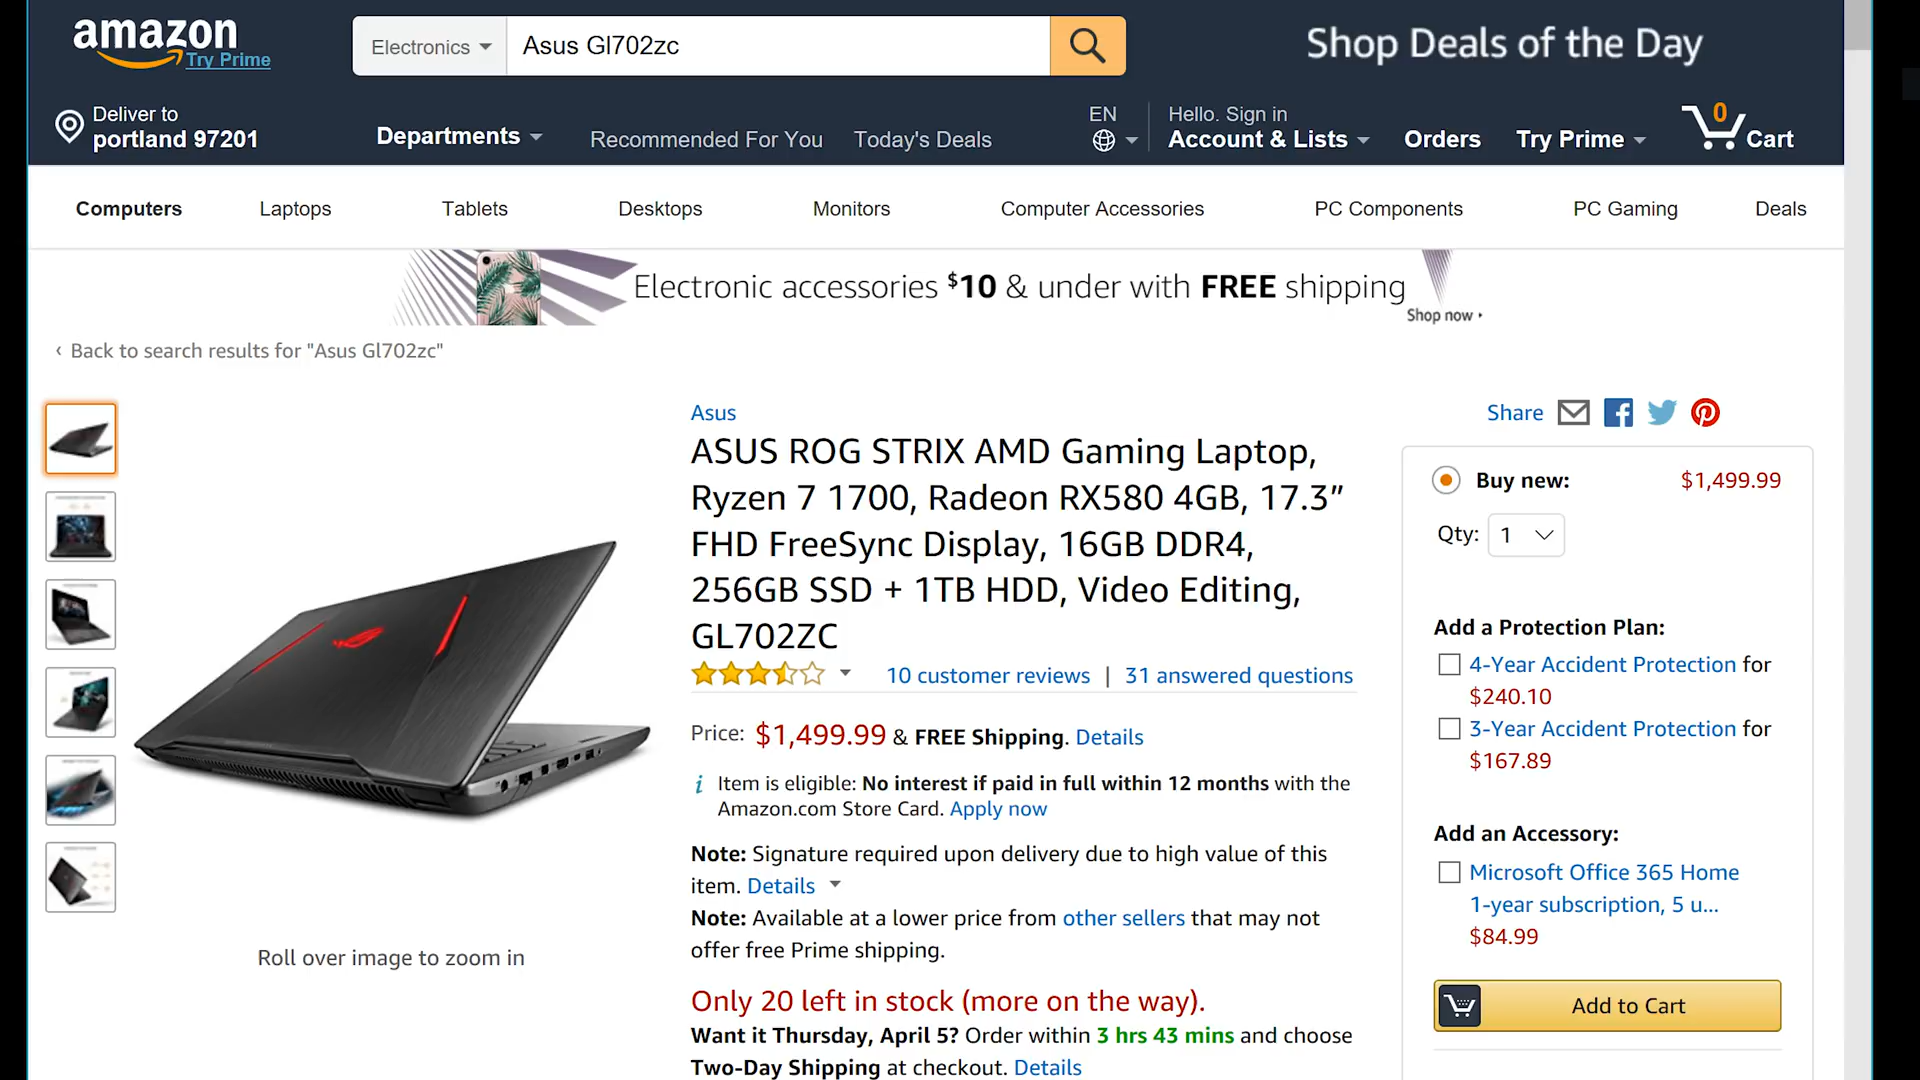 amazon
Try Prime
Electronics
Asus Gl702zc
Shop Deals of the Day
Deliver to
portland 97201
Departments
Recommended For You
Today's Deals
EN
Hello. Sign in
Account & Lists
Orders
Try Prime
0
Cart
Computers
Laptops
Tablets
Desktops
Monitors
Computer Accessories
PC Components
PC Gaming
Deals
Electronic accessories $10 & under with FREE shipping
Shop now
‹ Back to search results for "Asus Gl702zc"
Asus
ASUS ROG STRIX AMD Gaming Laptop,
Ryzen 7 1700, Radeon RX580 4GB, 17.3”
FHD FreeSync Display, 16GB DDR4,
256GB SSD + 1TB HDD, Video Editing,
GL702ZC
10 customer reviews | 31 answered questions
Price: $1,499.99 & FREE Shipping. Details
i Item is eligible: No interest if paid in full within 12 months with the
Amazon.com Store Card. Apply now
Note: Signature required upon delivery due to high value of this
item. Details
Note: Available at a lower price from other sellers that may not
offer free Prime shipping.
Only 20 left in stock (more on the way).
Want it Thursday, April 5? Order within 3 hrs 43 mins and choose
Two-Day Shipping at checkout. Details
Roll over image to zoom in
Share
Buy new: $1,499.99
Qty: 1
Add a Protection Plan:
4-Year Accident Protection for
$240.10
3-Year Accident Protection for
$167.89
Add an Accessory:
Microsoft Office 365 Home
1-year subscription, 5 u...
$84.99
Add to Cart